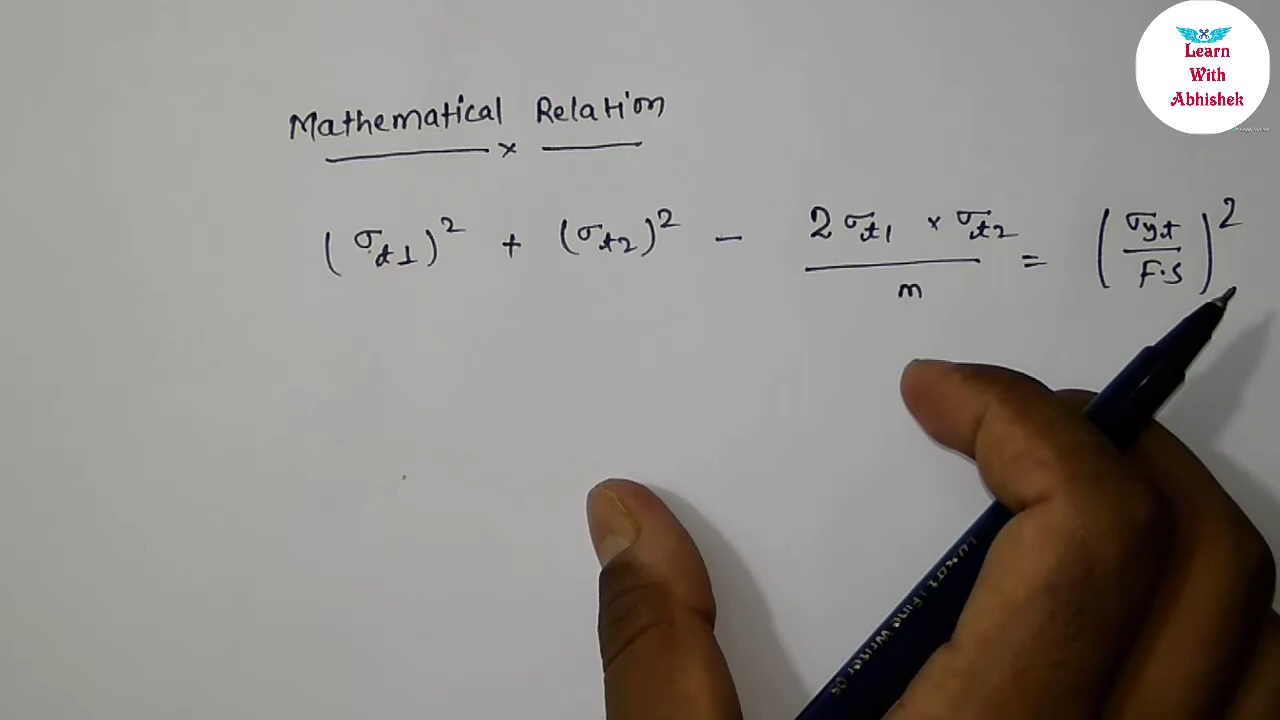 Learn
With
Abhishek
Mathematical Relation
×
(σt1)² + (σt2)² - 2σt1 × σt2 / m = (σyt / F.S)²